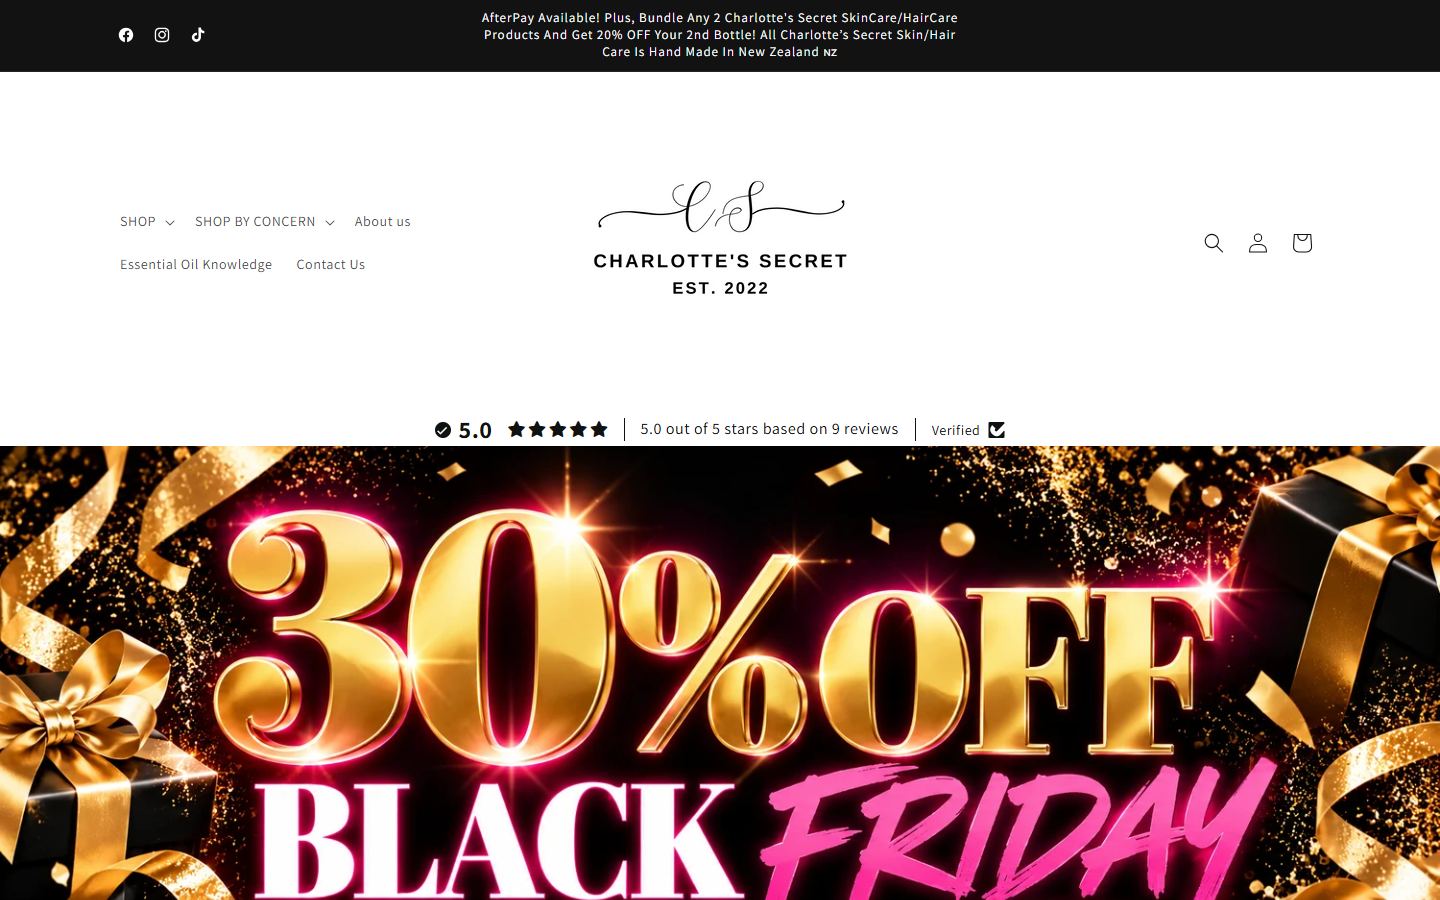 AfterPay Available! Plus, Bundle Any 2 Charlotte's Secret SkinCare/HairCare
Products And Get 20% OFF Your 2nd Bottle! All Charlotte’s Secret Skin/Hair
Care Is Hand Made In New Zealand NZ
SHOP
SHOP BY CONCERN
About us
Essential Oil Knowledge
Contact Us
CS
CHARLOTTE'S SECRET
EST. 2022
5.0
5.0 out of 5 stars based on 9 reviews
Verified
30%OFF
BLACK FRIDAY